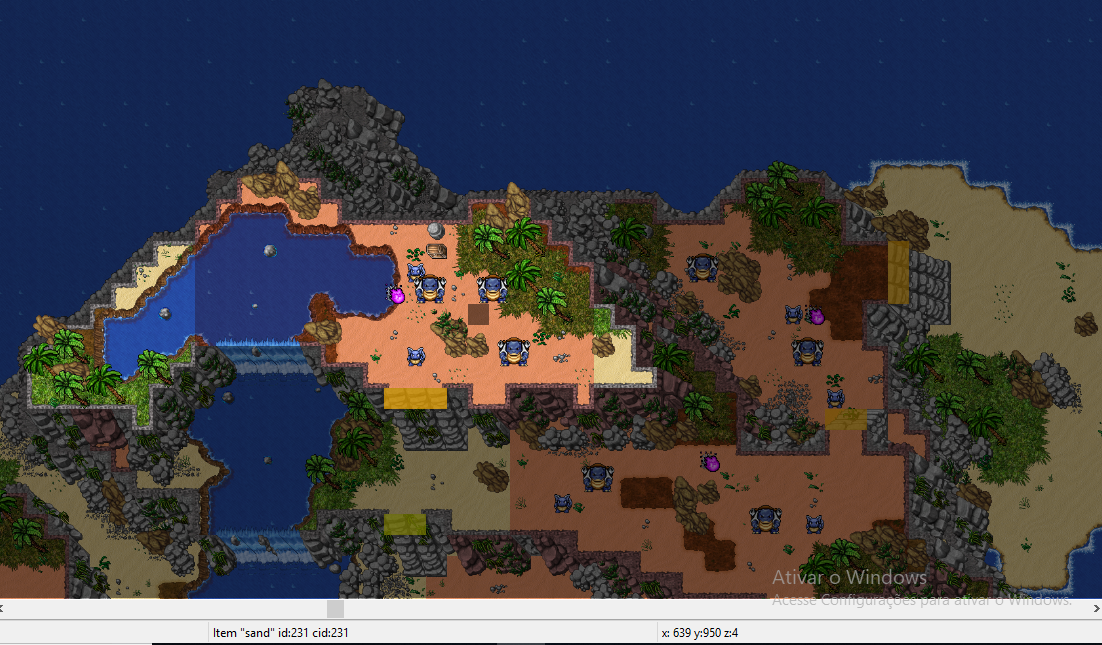 Ativar o Windows
Acesse Configurações para ativar o Windows.
Item "sand" id:231 cid:231
x: 639 y:950 z:4